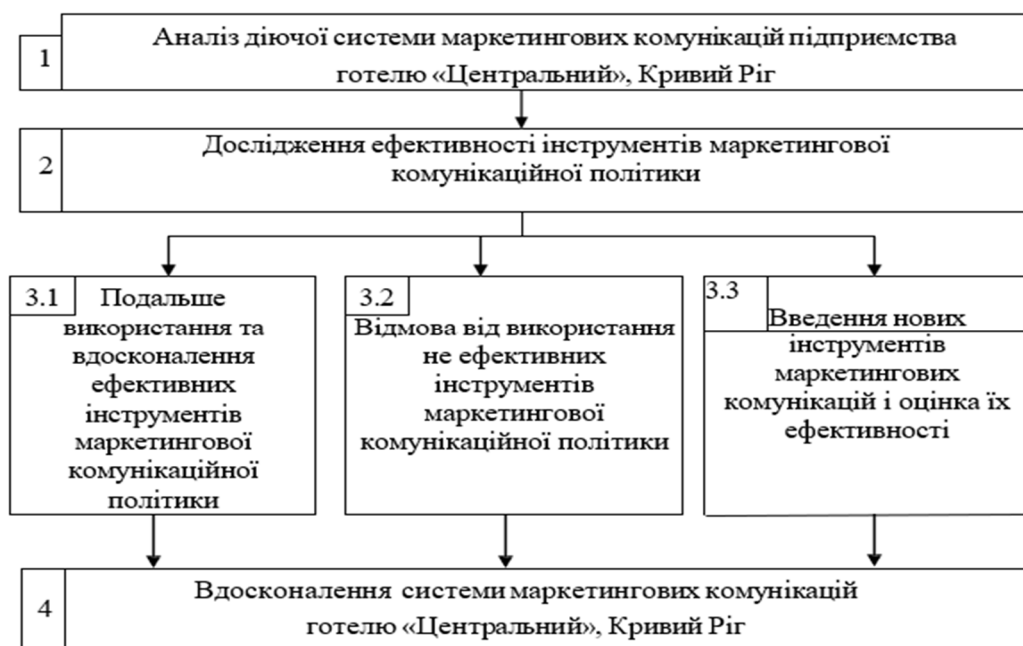 1
Аналіз діючої системи маркетингових комунікацій підприємства
готелю «Центральний», Кривий Ріг
2
Дослідження ефективності інструментів маркетингової
комунікаційної політики
3.1
Подальше
використання та
вдосконалення
ефективних
інструментів
маркетингової
комунікаційної
політики
3.2
Відмова від використання
не ефективних
інструментів
маркетингової
комунікаційної політики
3.3
Введення нових
інструментів
маркетингових
комунікацій і оцінка їх
ефективності
4
Вдосконалення системи маркетингових комунікацій
готелю «Центральний», Кривий Ріг